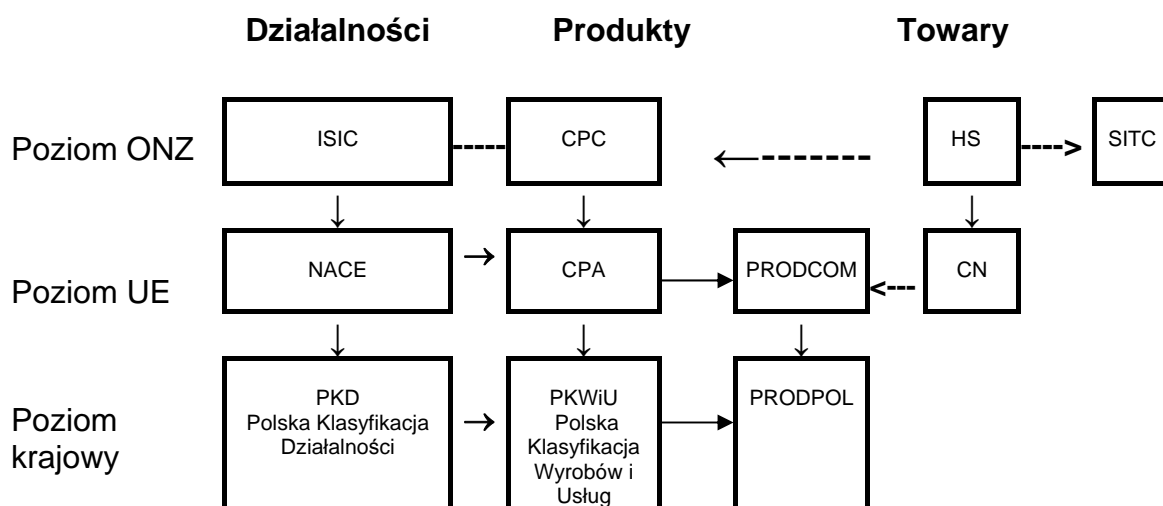 Działalności Produkty Towary
Poziom ONZ
ISIC
CPC
HS
SITC
Poziom UE
NACE
CPA
PRODCOM
CN
Poziom
krajowy
PKD
Polska Klasyfikacja
Działalności
PKWiU
Polska
Klasyfikacja
Wyrobów i
Usług
PRODPOL